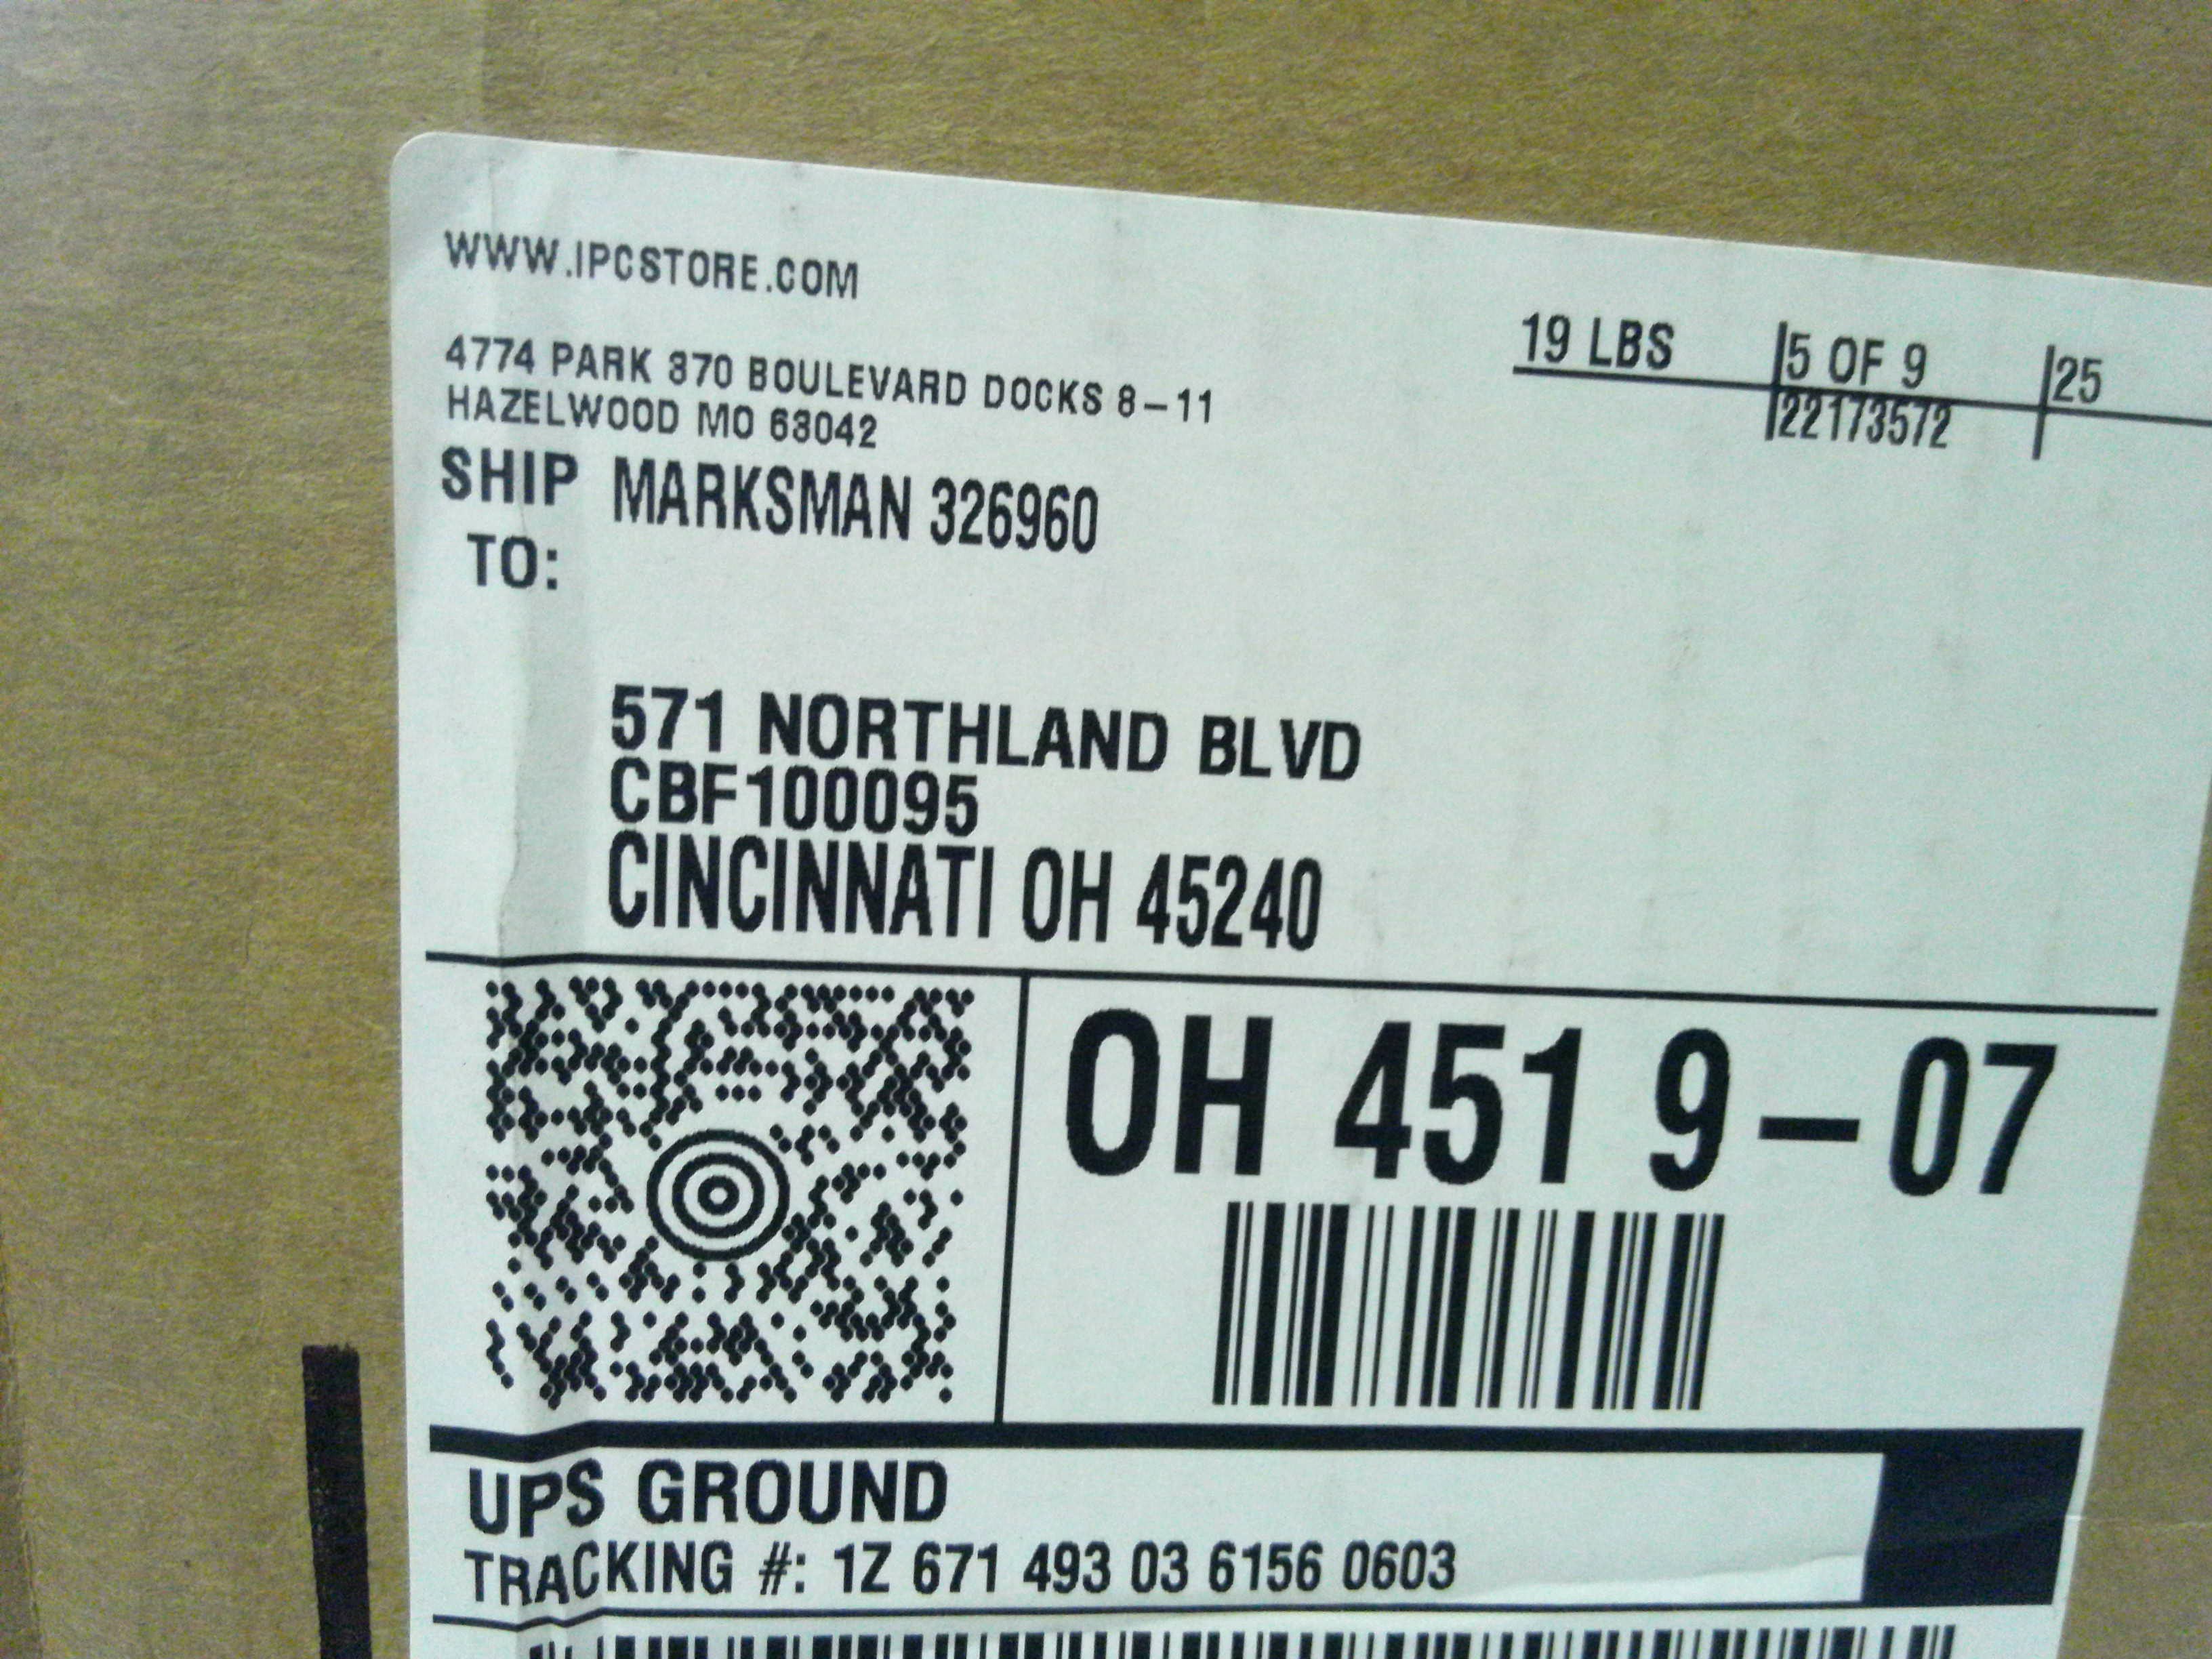 WWW.IPCSTORE.COM
4774 PARK 370 BOULEVARD DOCKS 8-11
HAZELWOOD MO 63042
19 LBS 5 OF 9 25
22173572
SHIP TO: MARKSMAN 326960
571 NORTHLAND BLVD
CBF100095
CINCINNATI OH 45240
OH 451 9-07
UPS GROUND
TRACKING #: 1Z 671 493 03 6156 0603